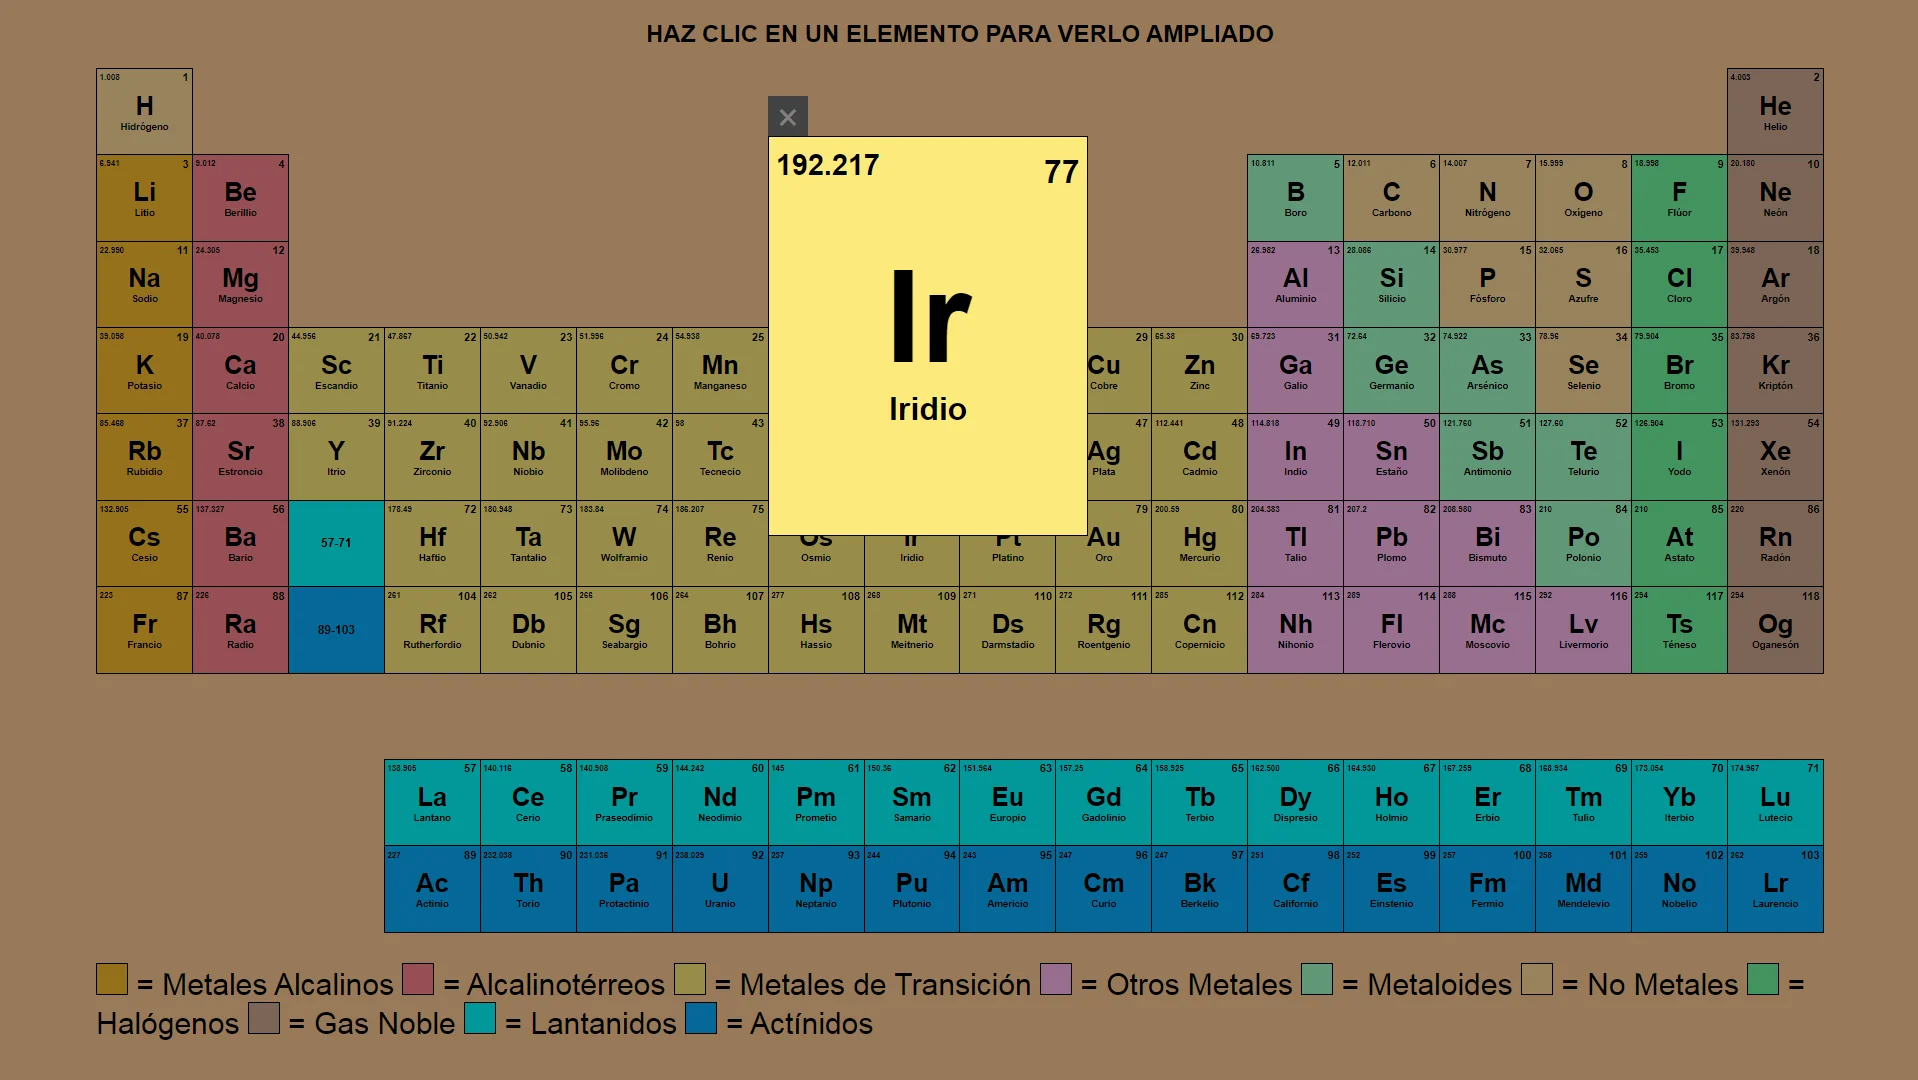 HAZ CLIC EN UN ELEMENTO PARA VERLO AMPLIADO
1.008 1 4.003 2
H He
Hidrógeno Helio
192.217 77
Ir
Iridio
6.941 3 9.012 4 10.811 5 12.011 6 14.007 7 15.999 8 18.998 9 20.180 10
Li Be B C N O F Ne
Litio Berillio Boro Carbono Nitrógeno Oxígeno Flúor Neón
22.990 11 24.305 12 26.982 13 28.086 14 30.977 15 32.065 16 35.453 17 39.948 18
Na Mg Al Si P S Cl Ar
Sodio Magnesio Aluminio Silicio Fósforo Azufre Cloro Argón
39.098 19 40.078 20 44.956 21 47.867 22 50.942 23 51.996 24 54.938 25 29 65.38 30 69.723 31 72.64 32 74.922 33 78.96 34 79.904 35 83.798 36
K Ca Sc Ti V Cr Mn Cu Zn Ga Ge As Se Br Kr
Potasio Calcio Escandio Titanio Vanadio Cromo Manganeso Cobre Zinc Galio Germanio Arsénico Selenio Bromo Kriptón
85.468 37 87.62 38 88.906 39 91.224 40 92.906 41 95.96 42 98 43 47 112.441 48 114.818 49 118.710 50 121.760 51 127.60 52 126.904 53 131.293 54
Rb Sr Y Zr Nb Mo Tc Ag Cd In Sn Sb Te I Xe
Rubidio Estroncio Itrio Zirconio Niobio Molibdeno Tecnecio Plata Cadmio Indio Estaño Antimonio Telurio Yodo Xenón
132.905 55 137.327 56 178.49 72 180.948 73 183.84 74 186.207 75 79 200.59 80 204.383 81 207.2 82 208.980 83 210 84 210 85 220 86
Cs Ba 57-71 Hf Ta W Re Os Ir Pt Au Hg Tl Pb Bi Po At Rn
Cesio Bario Haftio Tantalio Wolframio Renio Osmio Iridio Platino Oro Mercurio Talio Plomo Bismuto Polonio Astato Radón
223 87 226 88 261 104 262 105 266 106 264 107 277 108 268 109 271 110 272 111 285 112 284 113 289 114 288 115 292 116 294 117 294 118
Fr Ra 89-103 Rf Db Sg Bh Hs Mt Ds Rg Cn Nh Fl Mc Lv Ts Og
Francio Radio Rutherfordio Dubnio Seabargio Bohrio Hassio Meitnerio Darmstadio Roentgenio Copernicio Nihonio Flerovio Moscovio Livermorio Téneso Oganesón
138.905 57 140.116 58 140.908 59 144.242 60 145 61 150.36 62 151.964 63 157.25 64 158.925 65 162.500 66 164.930 67 167.259 68 168.934 69 173.054 70 174.967 71
La Ce Pr Nd Pm Sm Eu Gd Tb Dy Ho Er Tm Yb Lu
Lantano Cerio Praseodimio Neodimio Prometio Samario Europio Gadolinio Terbio Dispresio Holmio Erbio Tulio Iterbio Lutecio
227 89 232.038 90 231.036 91 238.029 92 237 93 244 94 243 95 247 96 247 97 251 98 252 99 257 100 258 101 259 102 262 103
Ac Th Pa U Np Pu Am Cm Bk Cf Es Fm Md No Lr
Actinio Torio Protactinio Uranio Neptanio Plutonio Americio Curio Berkelio Californio Einstenio Fermio Mendelevio Nobelio Laurencio
= Metales Alcalinos = Alcalinotérreos = Metales de Transición = Otros Metales = Metaloides = No Metales =
Halógenos = Gas Noble = Lantanidos = Actínidos